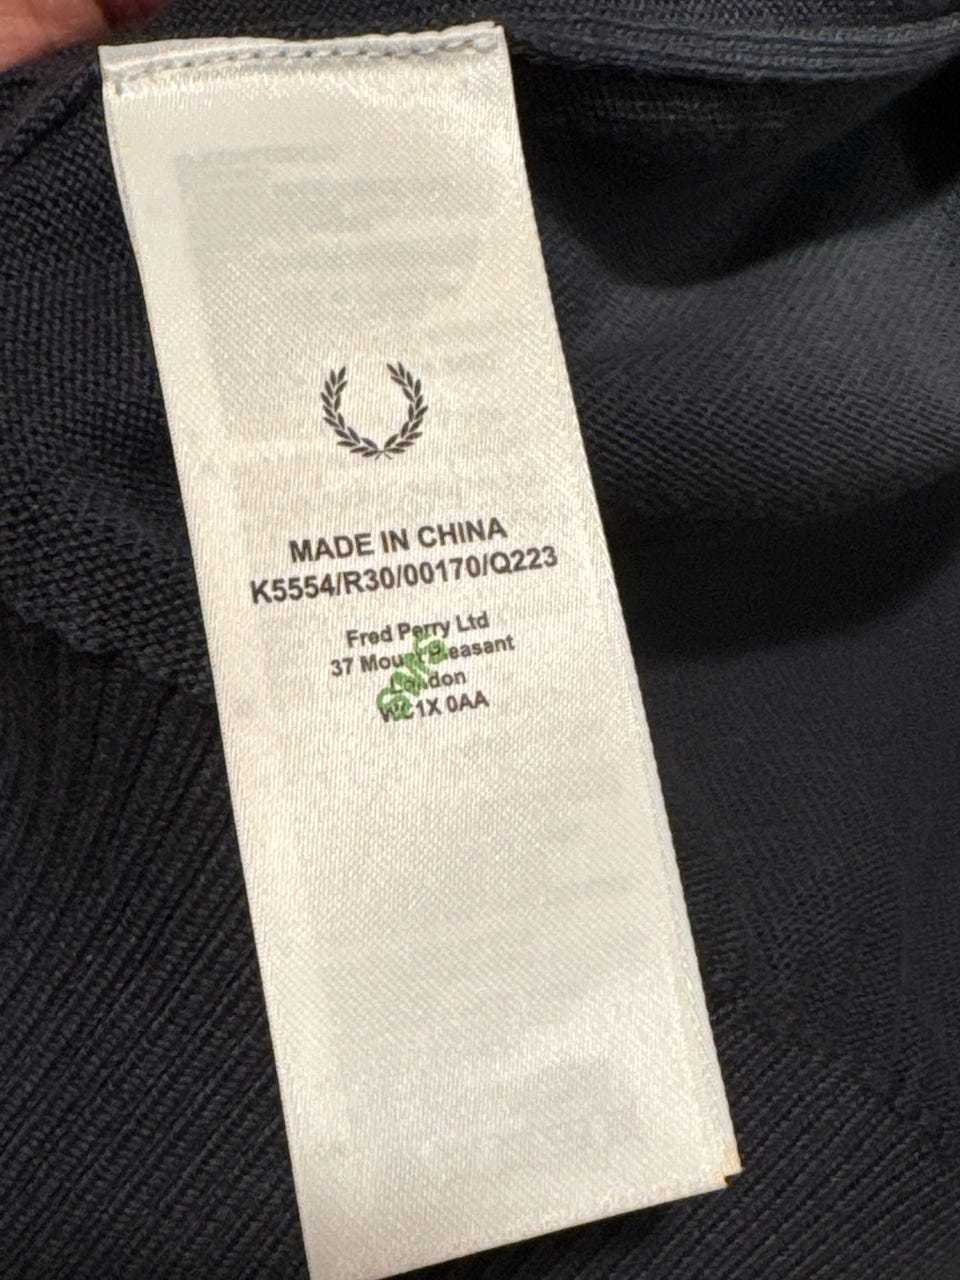 MADE IN CHINA
K5554/R30/00170/Q223
Fred Perry Ltd
37 Mount Pleasant
London
WC1X 0AA